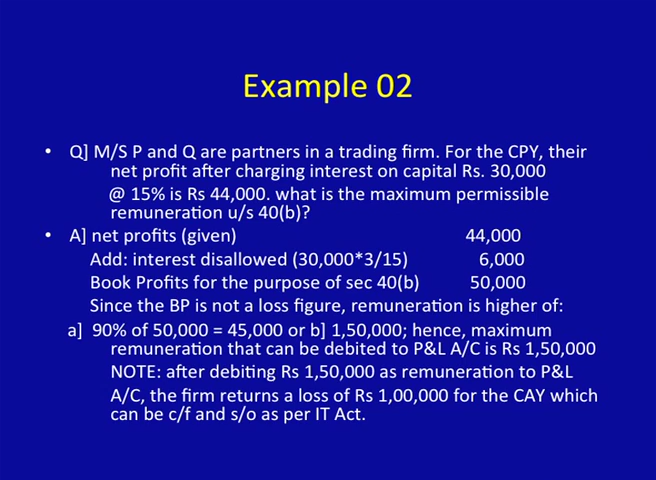 Example 02
• Q] M/S P and Q are partners in a trading firm. For the CPY, their
net profit after charging interest on capital Rs. 30,000
@ 15% is Rs 44,000. what is the maximum permissible
remuneration u/s 40(b)?
• A] net profits (given) 44,000
Add: interest disallowed (30,000*3/15) 6,000
Book Profits for the purpose of sec 40(b) 50,000
Since the BP is not a loss figure, remuneration is higher of:
a] 90% of 50,000 = 45,000 or b] 1,50,000; hence, maximum
remuneration that can be debited to P&L A/C is Rs 1,50,000
NOTE: after debiting Rs 1,50,000 as remuneration to P&L
A/C, the firm returns a loss of Rs 1,00,000 for the CAY which
can be c/f and s/o as per IT Act.